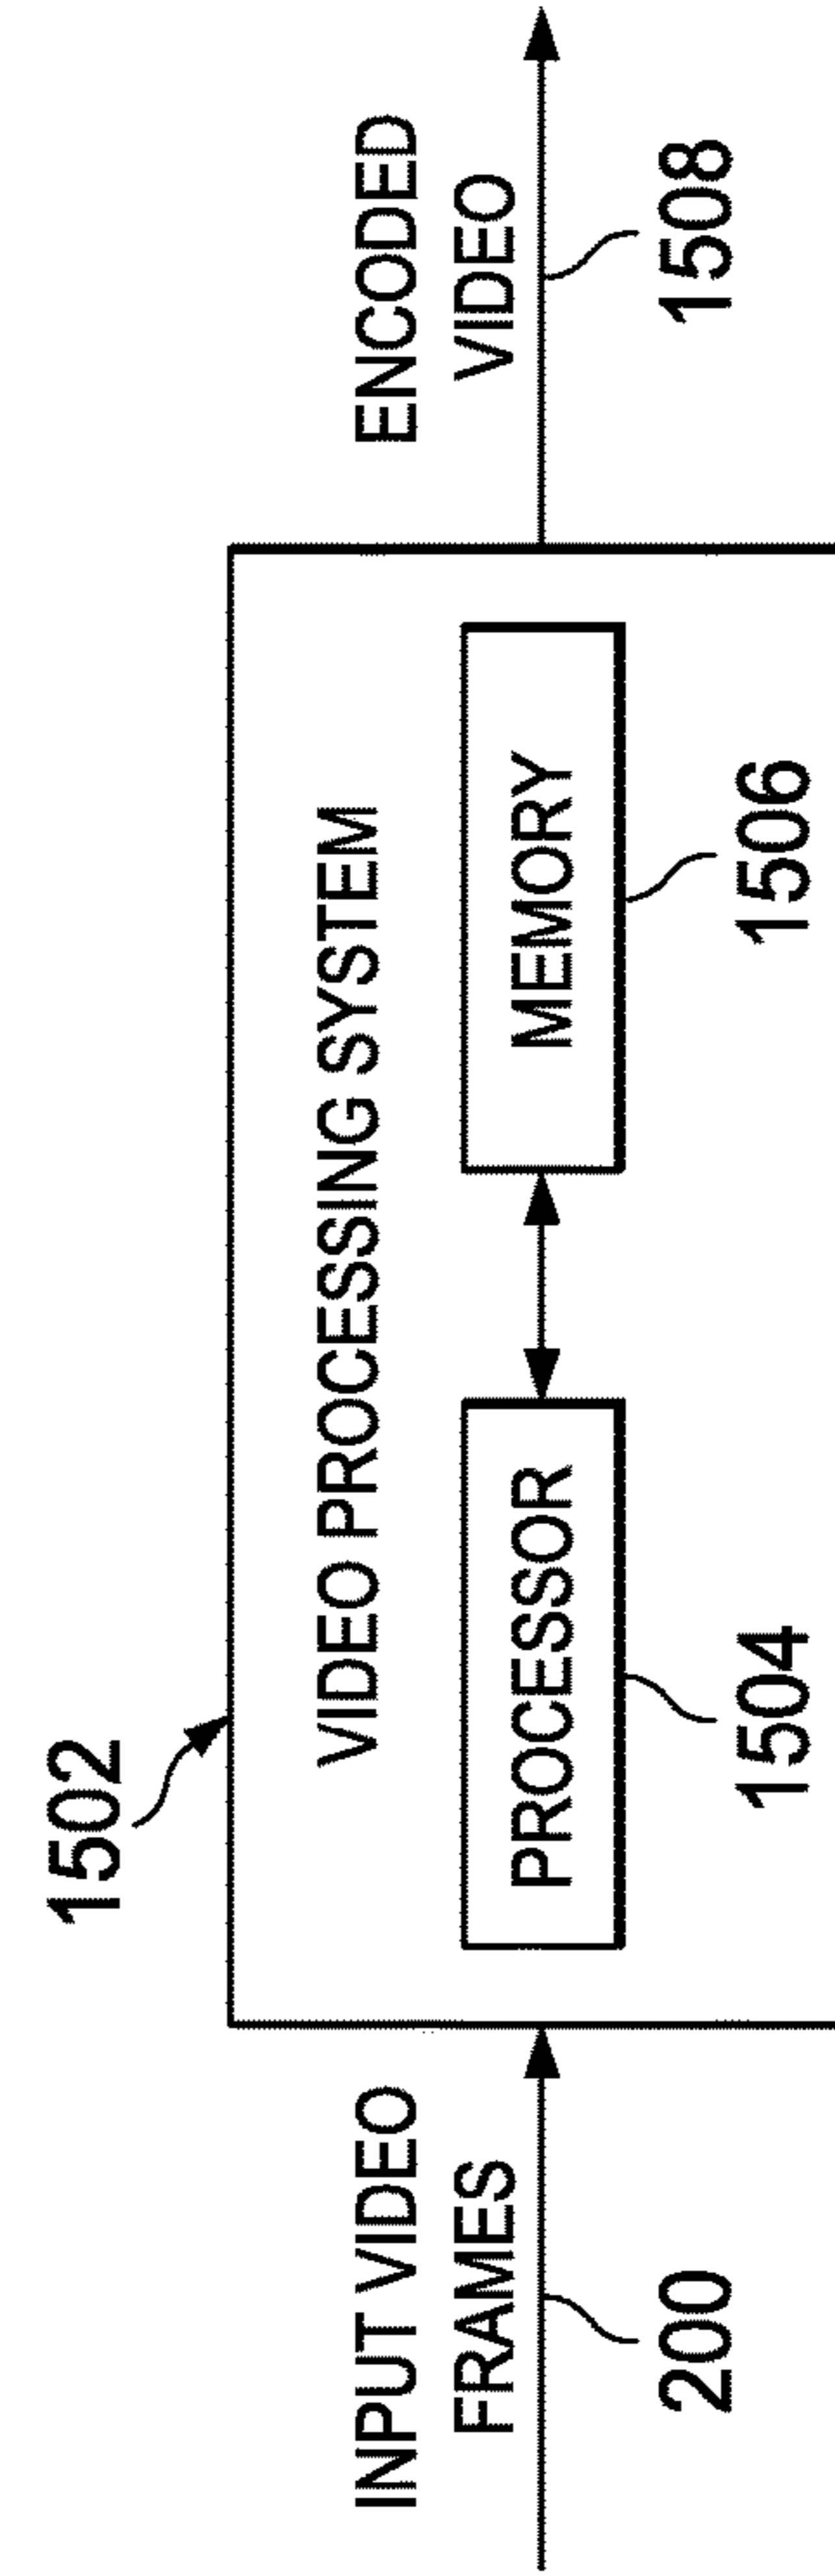 1502
VIDEO PROCESSING SYSTEM
INPUT VIDEO
FRAMES
200
PROCESSOR
1504
MEMORY
1506
ENCODED
VIDEO
1508